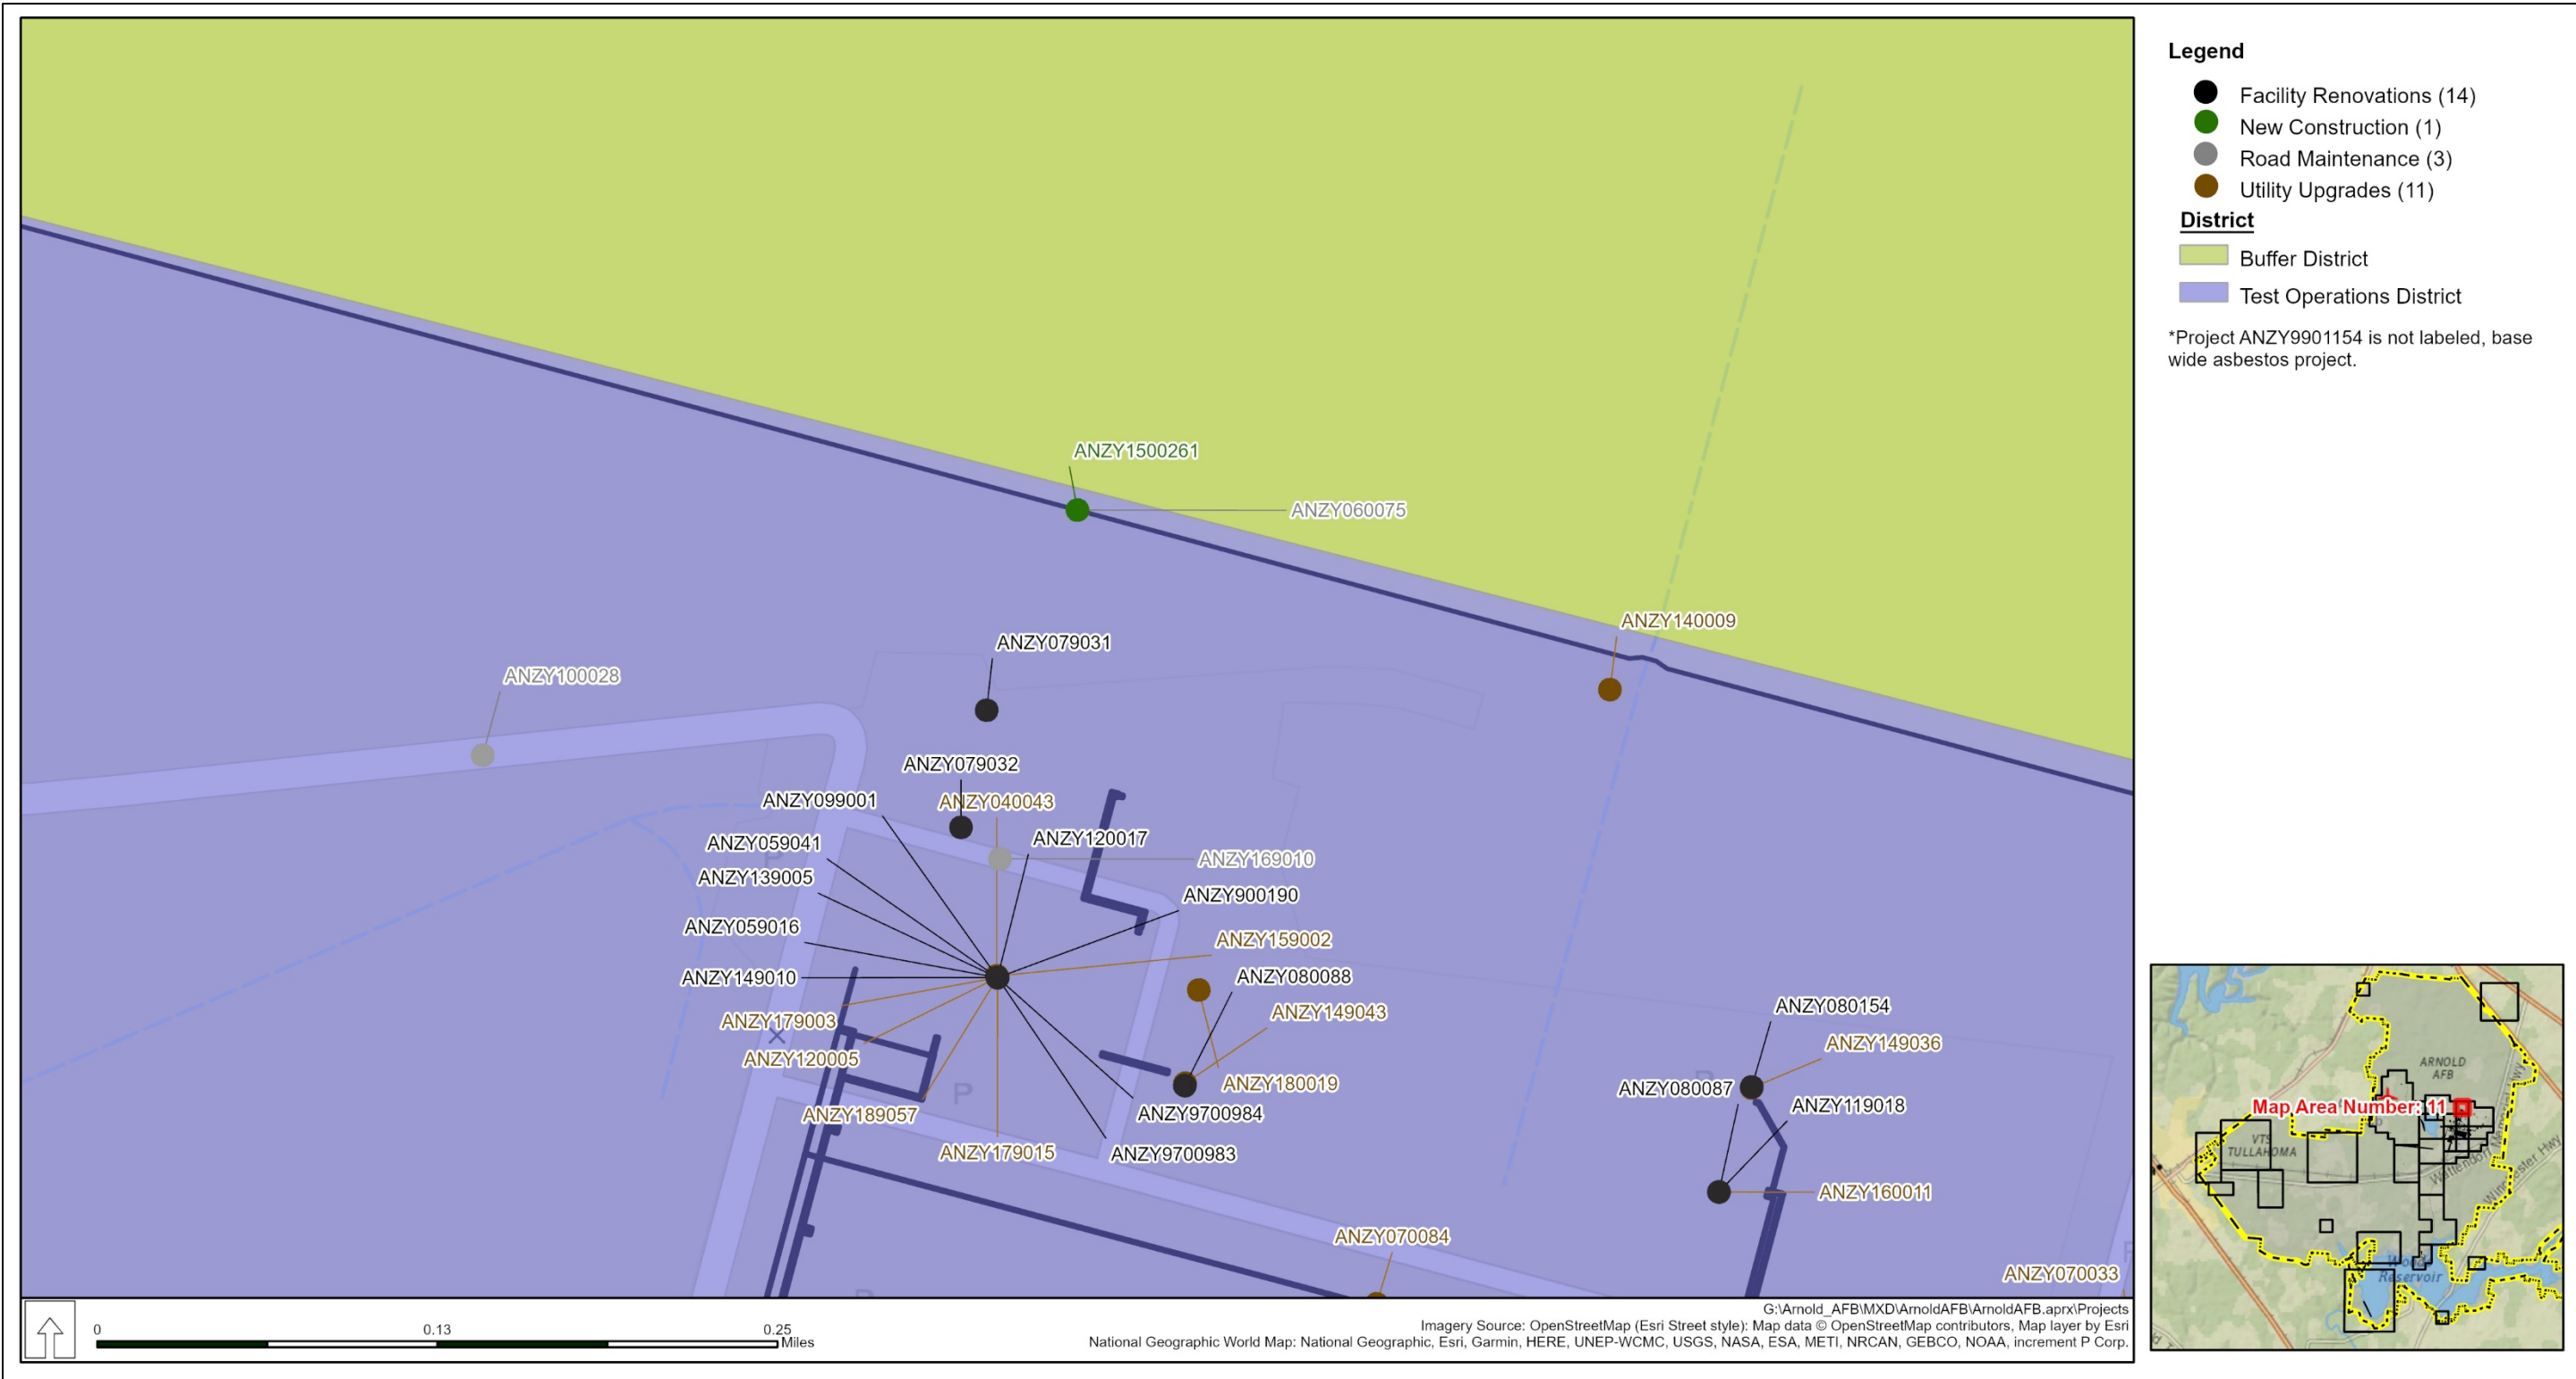 ANZY1500261
ANZY060075
ANZY140009
ANZY079031
ANZY100028
ANZY079032
ANZY099001
ANZY040043
ANZY120017
ANZY059041
ANZY169010
ANZY139005
ANZY900190
ANZY059016
ANZY159002
ANZY149010
ANZY080088
ANZY149043
ANZY080154
ANZY179003
ANZY149036
ANZY120005
ANZY180019
ANZY080087
ANZY119018
ANZY189057
ANZY9700984
ANZY179015
ANZY9700983
ANZY160011
ANZY070084
ANZY070033
P
P
P
P
P
0
0.13
0.25
Miles
G:\Arnold_AFB\MXD\ArnoldAFB\ArnoldAFB.aprx\Projects
Imagery Source: OpenStreetMap (Esri Street style): Map data © OpenStreetMap contributors, Map layer by Esri
National Geographic World Map: National Geographic, Esri, Garmin, HERE, UNEP-WCMC, USGS, NASA, ESA, METI, NRCAN, GEBCO, NOAA, increment P Corp.
Legend
Facility Renovations (14)
New Construction (1)
Road Maintenance (3)
Utility Upgrades (11)
District
Buffer District
Test Operations District
*Project ANZY9901154 is not labeled, base
wide asbestos project.
ARNOLD
AFB
Map Area Number: 11
VTS
TULLAHOMA
Woods
Reservoir